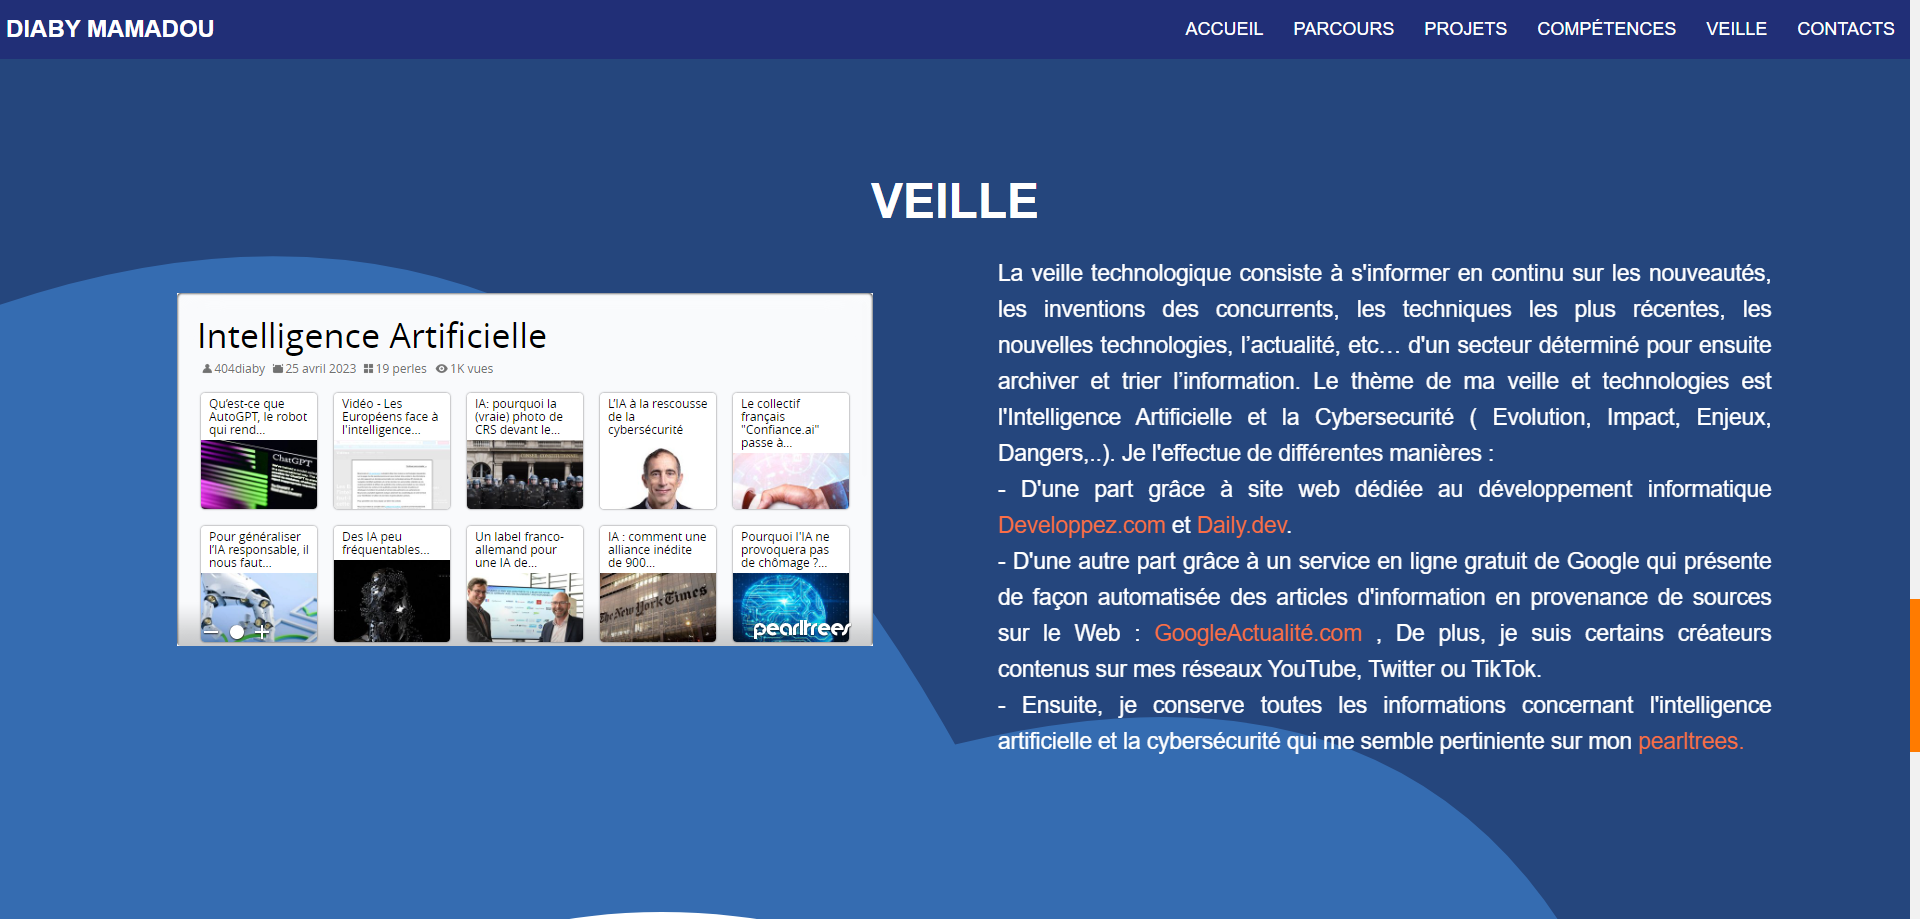 DIABY MAMADOU
ACCUEIL PARCOURS PROJETS COMPÉTENCES VEILLE CONTACTS
VEILLE
Intelligence Artificielle
404diaby 25 avril 2023 19 perles 1K vues
Qu'est-ce que
AutoGPT, le robot
qui rend...
Vidéo - Les
Européens face à
l'intelligence...
IA: pourquoi la
(vraie) photo de
CRS devant le...
L'IA à la rescousse
de la
cybersécurité
Le collectif
français
"Confiance.ai"
passe à...
ChatGPT
Pour généraliser
l'IA responsable, il
nous faut...
Des IA peu
fréquentables...
Un label franco-
allemand pour
une IA de...
IA : comment une
alliance inédite
de 900...
Pourquoi l'IA ne
provoquera pas
de chômage ?...
The New York Times
pearltrees
La veille technologique consiste à s'informer en continu sur les nouveautés,
les inventions des concurrents, les techniques les plus récentes, les
nouvelles technologies, l’actualité, etc… d'un secteur déterminé pour ensuite
archiver et trier l’information. Le thème de ma veille et technologies est
l'Intelligence Artificielle et la Cybersecurité ( Evolution, Impact, Enjeux,
Dangers,..). Je l'effectue de différentes manières :
- D'une part grâce à site web dédiée au développement informatique
Developpez.com et Daily.dev.
- D'une autre part grâce à un service en ligne gratuit de Google qui présente
de façon automatisée des articles d'information en provenance de sources
sur le Web : GoogleActualité.com , De plus, je suis certains créateurs
contenus sur mes réseaux YouTube, Twitter ou TikTok.
- Ensuite, je conserve toutes les informations concernant l'intelligence
artificielle et la cybersécurité qui me semble pertiniente sur mon pearltrees.